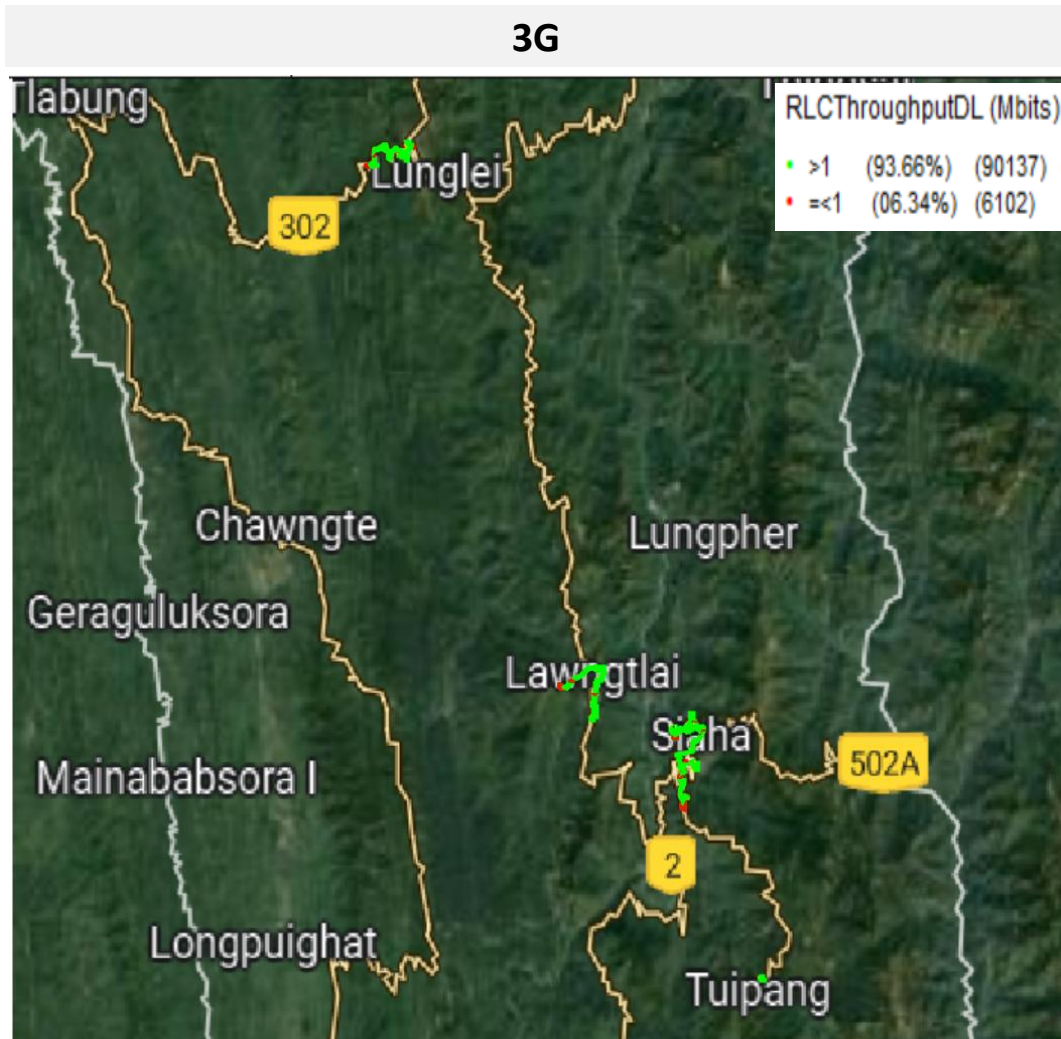 3G
Tlabung
RLCThroughputDL (Mbits)
>1 (93.66%) (90137)
=<1 (06.34%) (6102)
Lunglei
302
Chawngte
Lungpher
Geraguluksora
Lawngtlai
Siaha
502A
Mainababsora I
2
Longpuighat
Tuipang